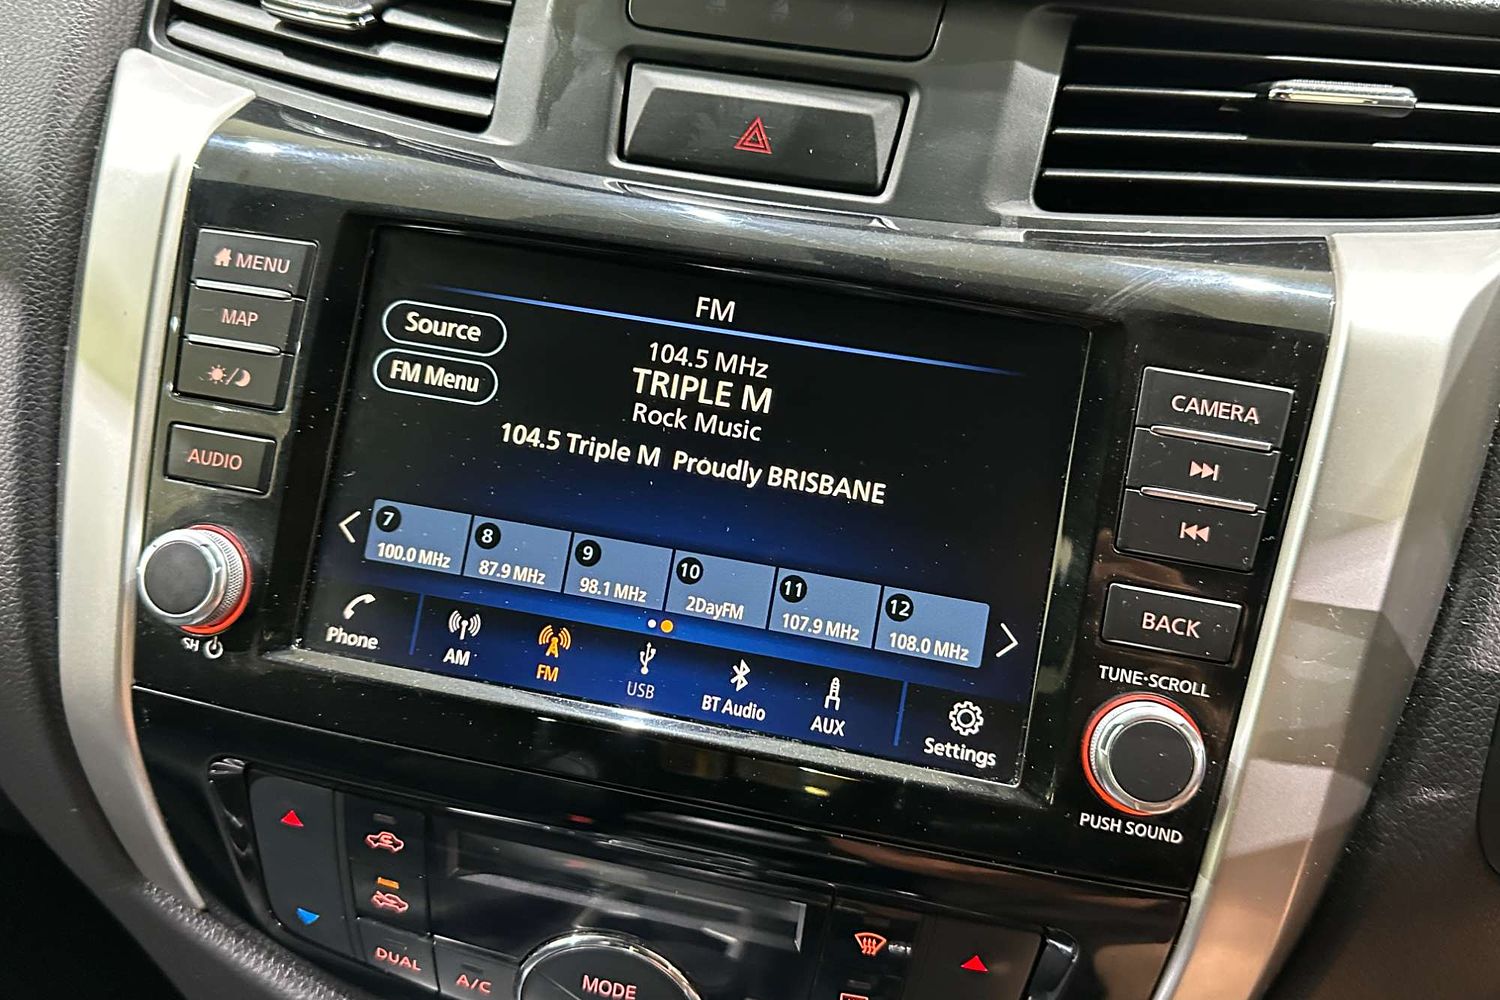 MENU
MAP
AUDIO
FM
Source
FM Menu
104.5 MHz
TRIPLE M
Rock Music
104.5 Triple M Proudly BRISBANE
7
100.0 MHz
8
87.9 MHz
9
98.1 MHz
10
2DayFM
11
107.9 MHz
12
108.0 MHz
Phone
AM
FM
USB
BT Audio
AUX
Settings
CAMERA
BACK
TUNE·SCROLL
PUSH SOUND
DUAL
A/C
MODE